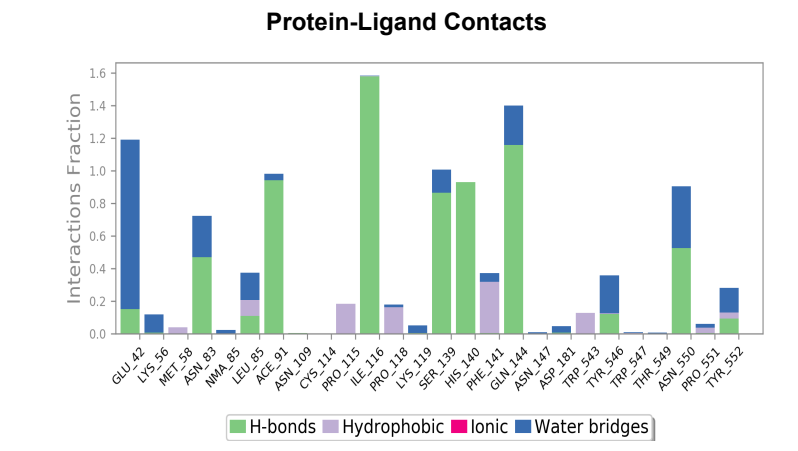 Protein-Ligand Contacts
Interactions Fraction
1.6
1.4
1.2
1.0
0.8
0.6
0.4
0.2
0.0
GLU_42
LYS_56
MET_58
ASN_83
NMA_85
LEU_85
ACE_91
ASN_109
CYS_114
PRO_115
ILE_116
PRO_118
LYS_119
SER_139
HIS_140
PHE_141
GLN_144
ASN_147
ASP_181
TRP_543
TYR_546
TRP_547
THR_549
ASN_550
PRO_551
TYR_552
H-bonds Hydrophobic Ionic Water bridges